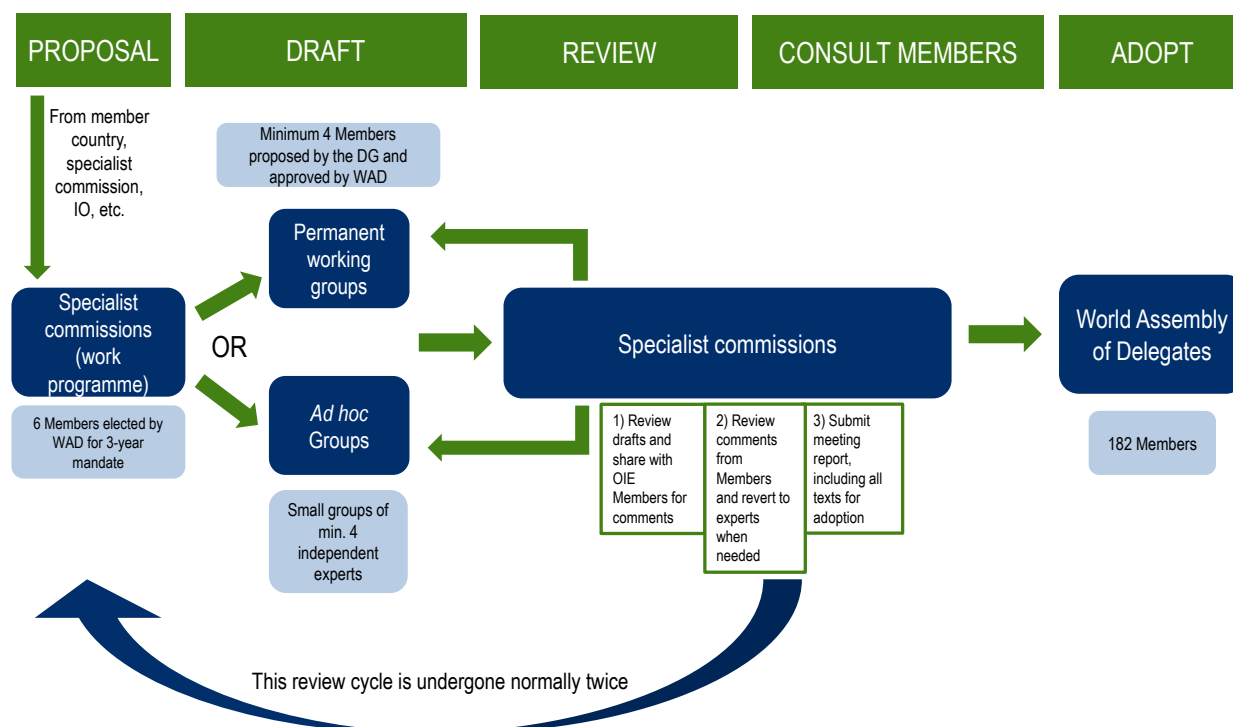 PROPOSAL
DRAFT
REVIEW
CONSULT MEMBERS
ADOPT
From member
country,
specialist
commission,
IO, etc.
Minimum 4 Members
proposed by the DG and
approved by WAD
Permanent
working
groups
Specialist
commissions
(work
programme)
OR
6 Members elected by
WAD for 3-year
mandate
Ad hoc
Groups
Small groups of
min. 4
independent
experts
Specialist commissions
1) Review
drafts and
share with
OIE
Members for
comments
2) Review
comments
from
Members
and revert to
experts
when
needed
3) Submit
meeting
report,
including all
texts for
adoption
World Assembly
of Delegates
182 Members
This review cycle is undergone normally twice